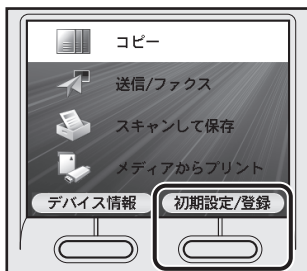 コピー
送信/ファクス
スキャンして保存
メディアからプリント
デバイス情報
初期設定/登録